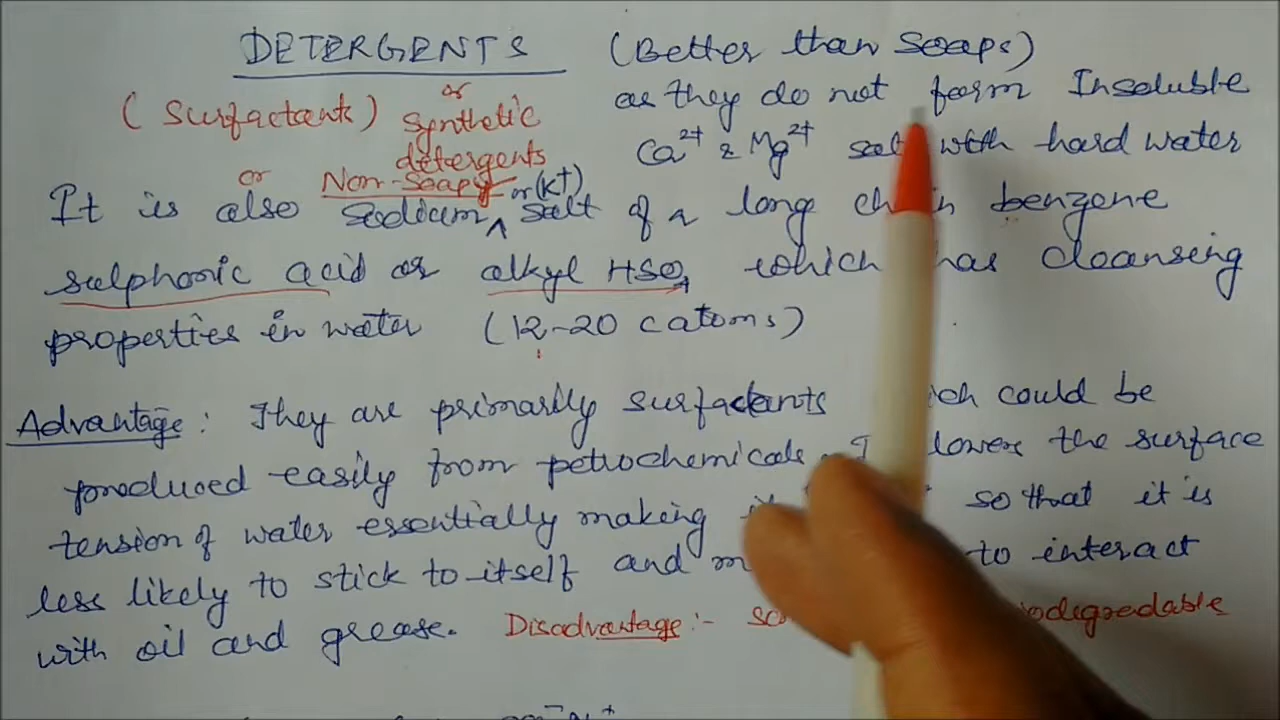 DETERGENTS (Better than Soaps)
(Surfactant) or Synthetic detergents
as they do not form Insoluble
Ca²⁺ & Mg²⁺ salt with hard water
or Non-Soapy or (K⁺)
It is also Sodium ^ Salt of a long benzene
sulphonic acid or alkyl HSO₄ which has cleansing
properties in water (12-20 C atoms)
Advantage: They are primarily surfactants could be
produced easily from petrochemicals. lowers the surface
tension of water essentially making so that it is
less likely to stick to itself and to interact
with oil and grease. Disadvantage:-